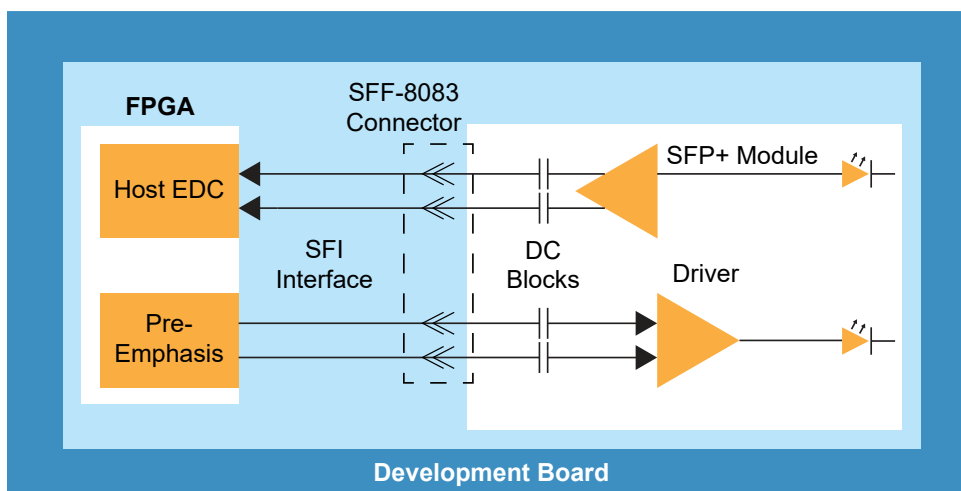 FPGA
SFF-8083
Connector
Host EDC
SFP+ Module
SFI
Interface
DC
Blocks
Driver
Pre-
Emphasis
Development Board